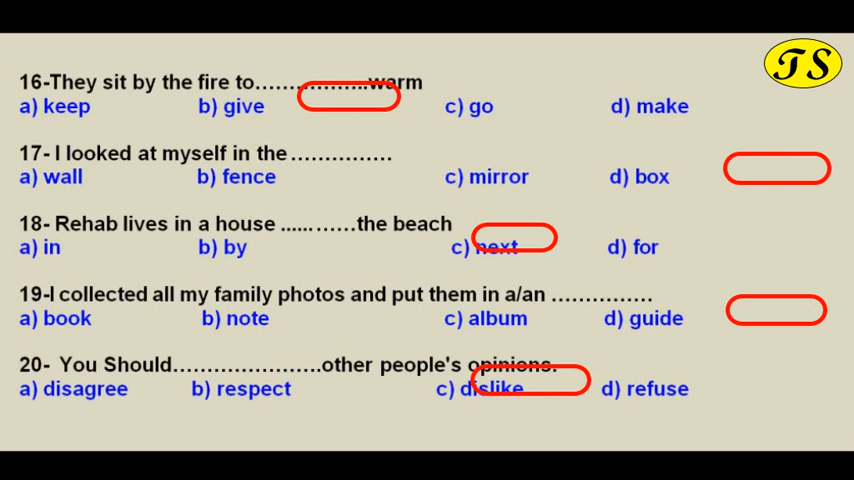 TS
16-They sit by the fire to………………..warm
a) keep b) give c) go d) make
17- I looked at myself in the ……………
a) wall b) fence c) mirror d) box
18- Rehab lives in a house ......……the beach
a) in b) by c) next d) for
19-I collected all my family photos and put them in a/an ……………
a) book b) note c) album d) guide
20- You Should………………….other people's opinions.
a) disagree b) respect c) dislike d) refuse